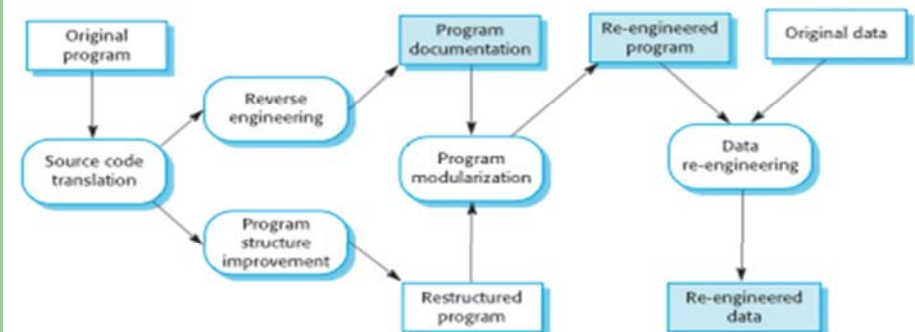 Original
program
Program
documentation
Re-engineered
program
Original data
Reverse
engineering
Source code
translation
Program
modularization
Data
re-engineering
Program
structure
improvement
Restructured
program
Re-engineered
data